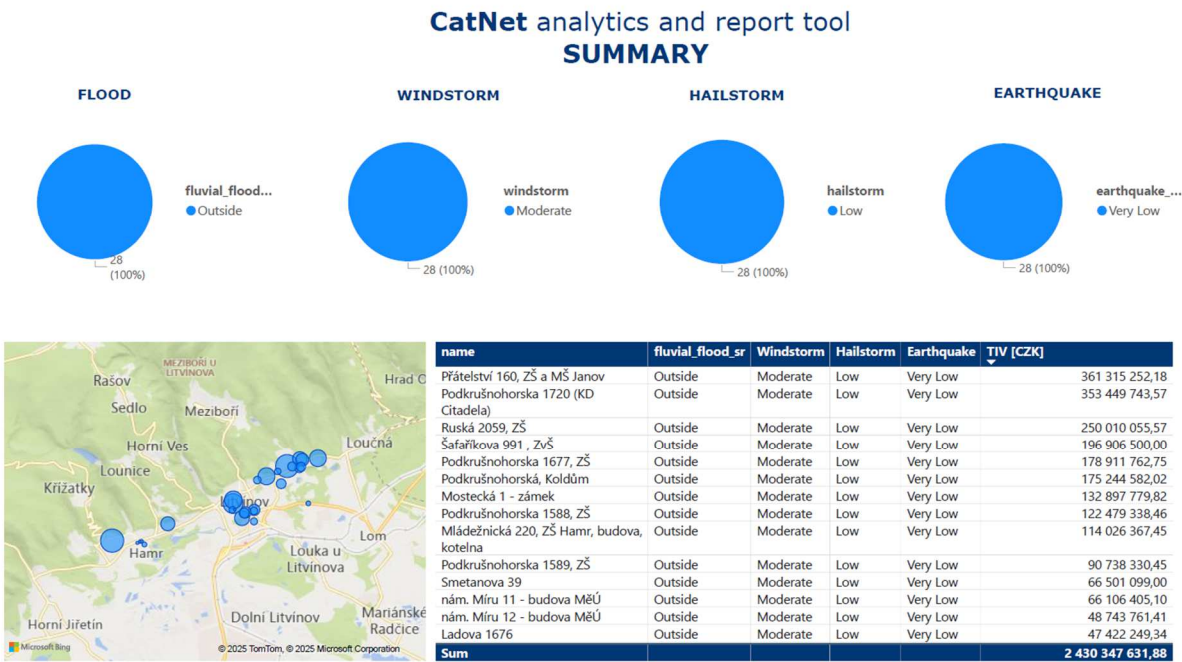 CatNet analytics and report tool
SUMMARY
FLOOD
WINDSTORM
HAILSTORM
EARTHQUAKE
fluvial_flood...
Outside
28
(100%)
windstorm
Moderate
28 (100%)
hailstorm
Low
28 (100%)
earthquake_...
Very Low
28 (100%)
MEZIBOŘÍ U
LITVÍNOVA
Rašov
Hrad O
Sedlo
Meziboří
Loučná
Horní Ves
Lounice
Křížatky
Lom
Hamr
Louka u
Litvínova
Dolní Litvínov
Mariánské
Radčice
Horní Jiřetín
Microsoft Bing
© 2025 TomTom, © 2025 Microsoft Corporation
name fluvial_flood_sr Windstorm Hailstorm Earthquake TIV [CZK]
Přátelství 160, ZŠ a MŠ Janov Outside Moderate Low Very Low 361 315 252,18
Podkrušnohorska 1720 (KD Outside Moderate Low Very Low 353 449 743,57
Citadela)
Ruská 2059, ZŠ Outside Moderate Low Very Low 250 010 055,57
Šafaříkova 991 , ZvŠ Outside Moderate Low Very Low 196 906 500,00
Podkrušnohorska 1677, ZŠ Outside Moderate Low Very Low 178 911 762,75
Podkrušnohorská, Koldům Outside Moderate Low Very Low 175 244 582,02
Mostecká 1 - zámek Outside Moderate Low Very Low 132 897 779,82
Podkrušnohorska 1588, ZŠ Outside Moderate Low Very Low 122 479 338,46
Mládežnická 220, ZŠ Hamr, budova, Outside Moderate Low Very Low 114 026 367,45
kotelna
Podkrušnohorska 1589, ZŠ Outside Moderate Low Very Low 90 738 330,45
Smetanova 39 Outside Moderate Low Very Low 66 501 099,00
nám. Míru 11 - budova MěÚ Outside Moderate Low Very Low 66 106 405,10
nám. Míru 12 - budova MěÚ Outside Moderate Low Very Low 48 743 761,41
Ladova 1676 Outside Moderate Low Very Low 47 422 249,34
Sum 2 430 347 631,88